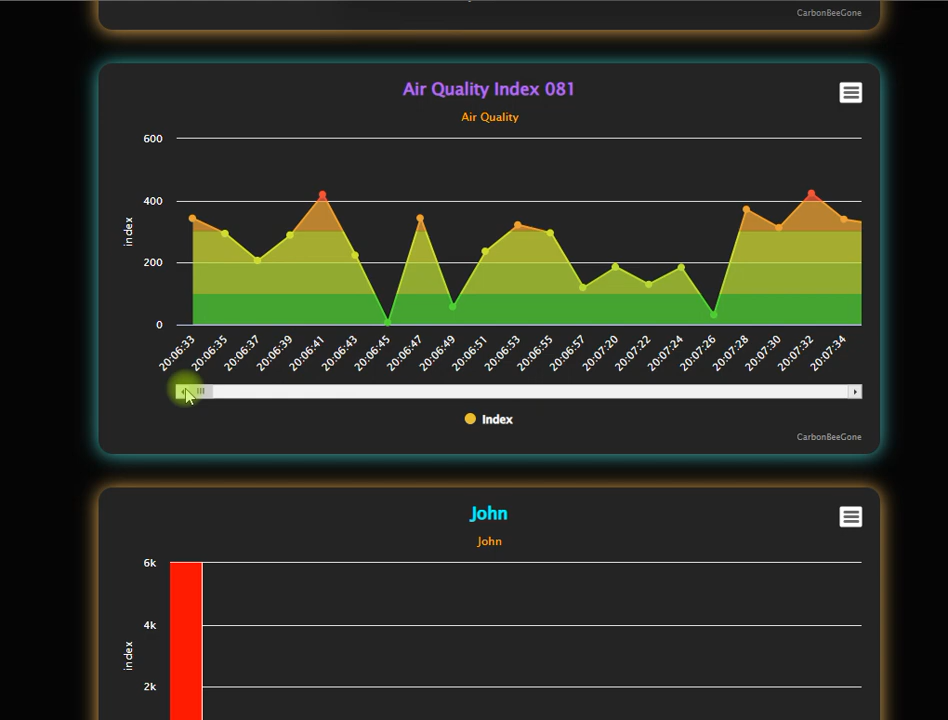 CarbonBeeGone
Air Quality Index 081
Air Quality
600
400
200
0
index
20:06:33
20:06:35
20:06:37
20:06:39
20:06:41
20:06:43
20:06:45
20:06:47
20:06:49
20:06:51
20:06:53
20:06:55
20:06:57
20:07:20
20:07:22
20:07:24
20:07:26
20:07:28
20:07:30
20:07:32
20:07:34
Index
CarbonBeeGone
John
John
6k
4k
2k
index